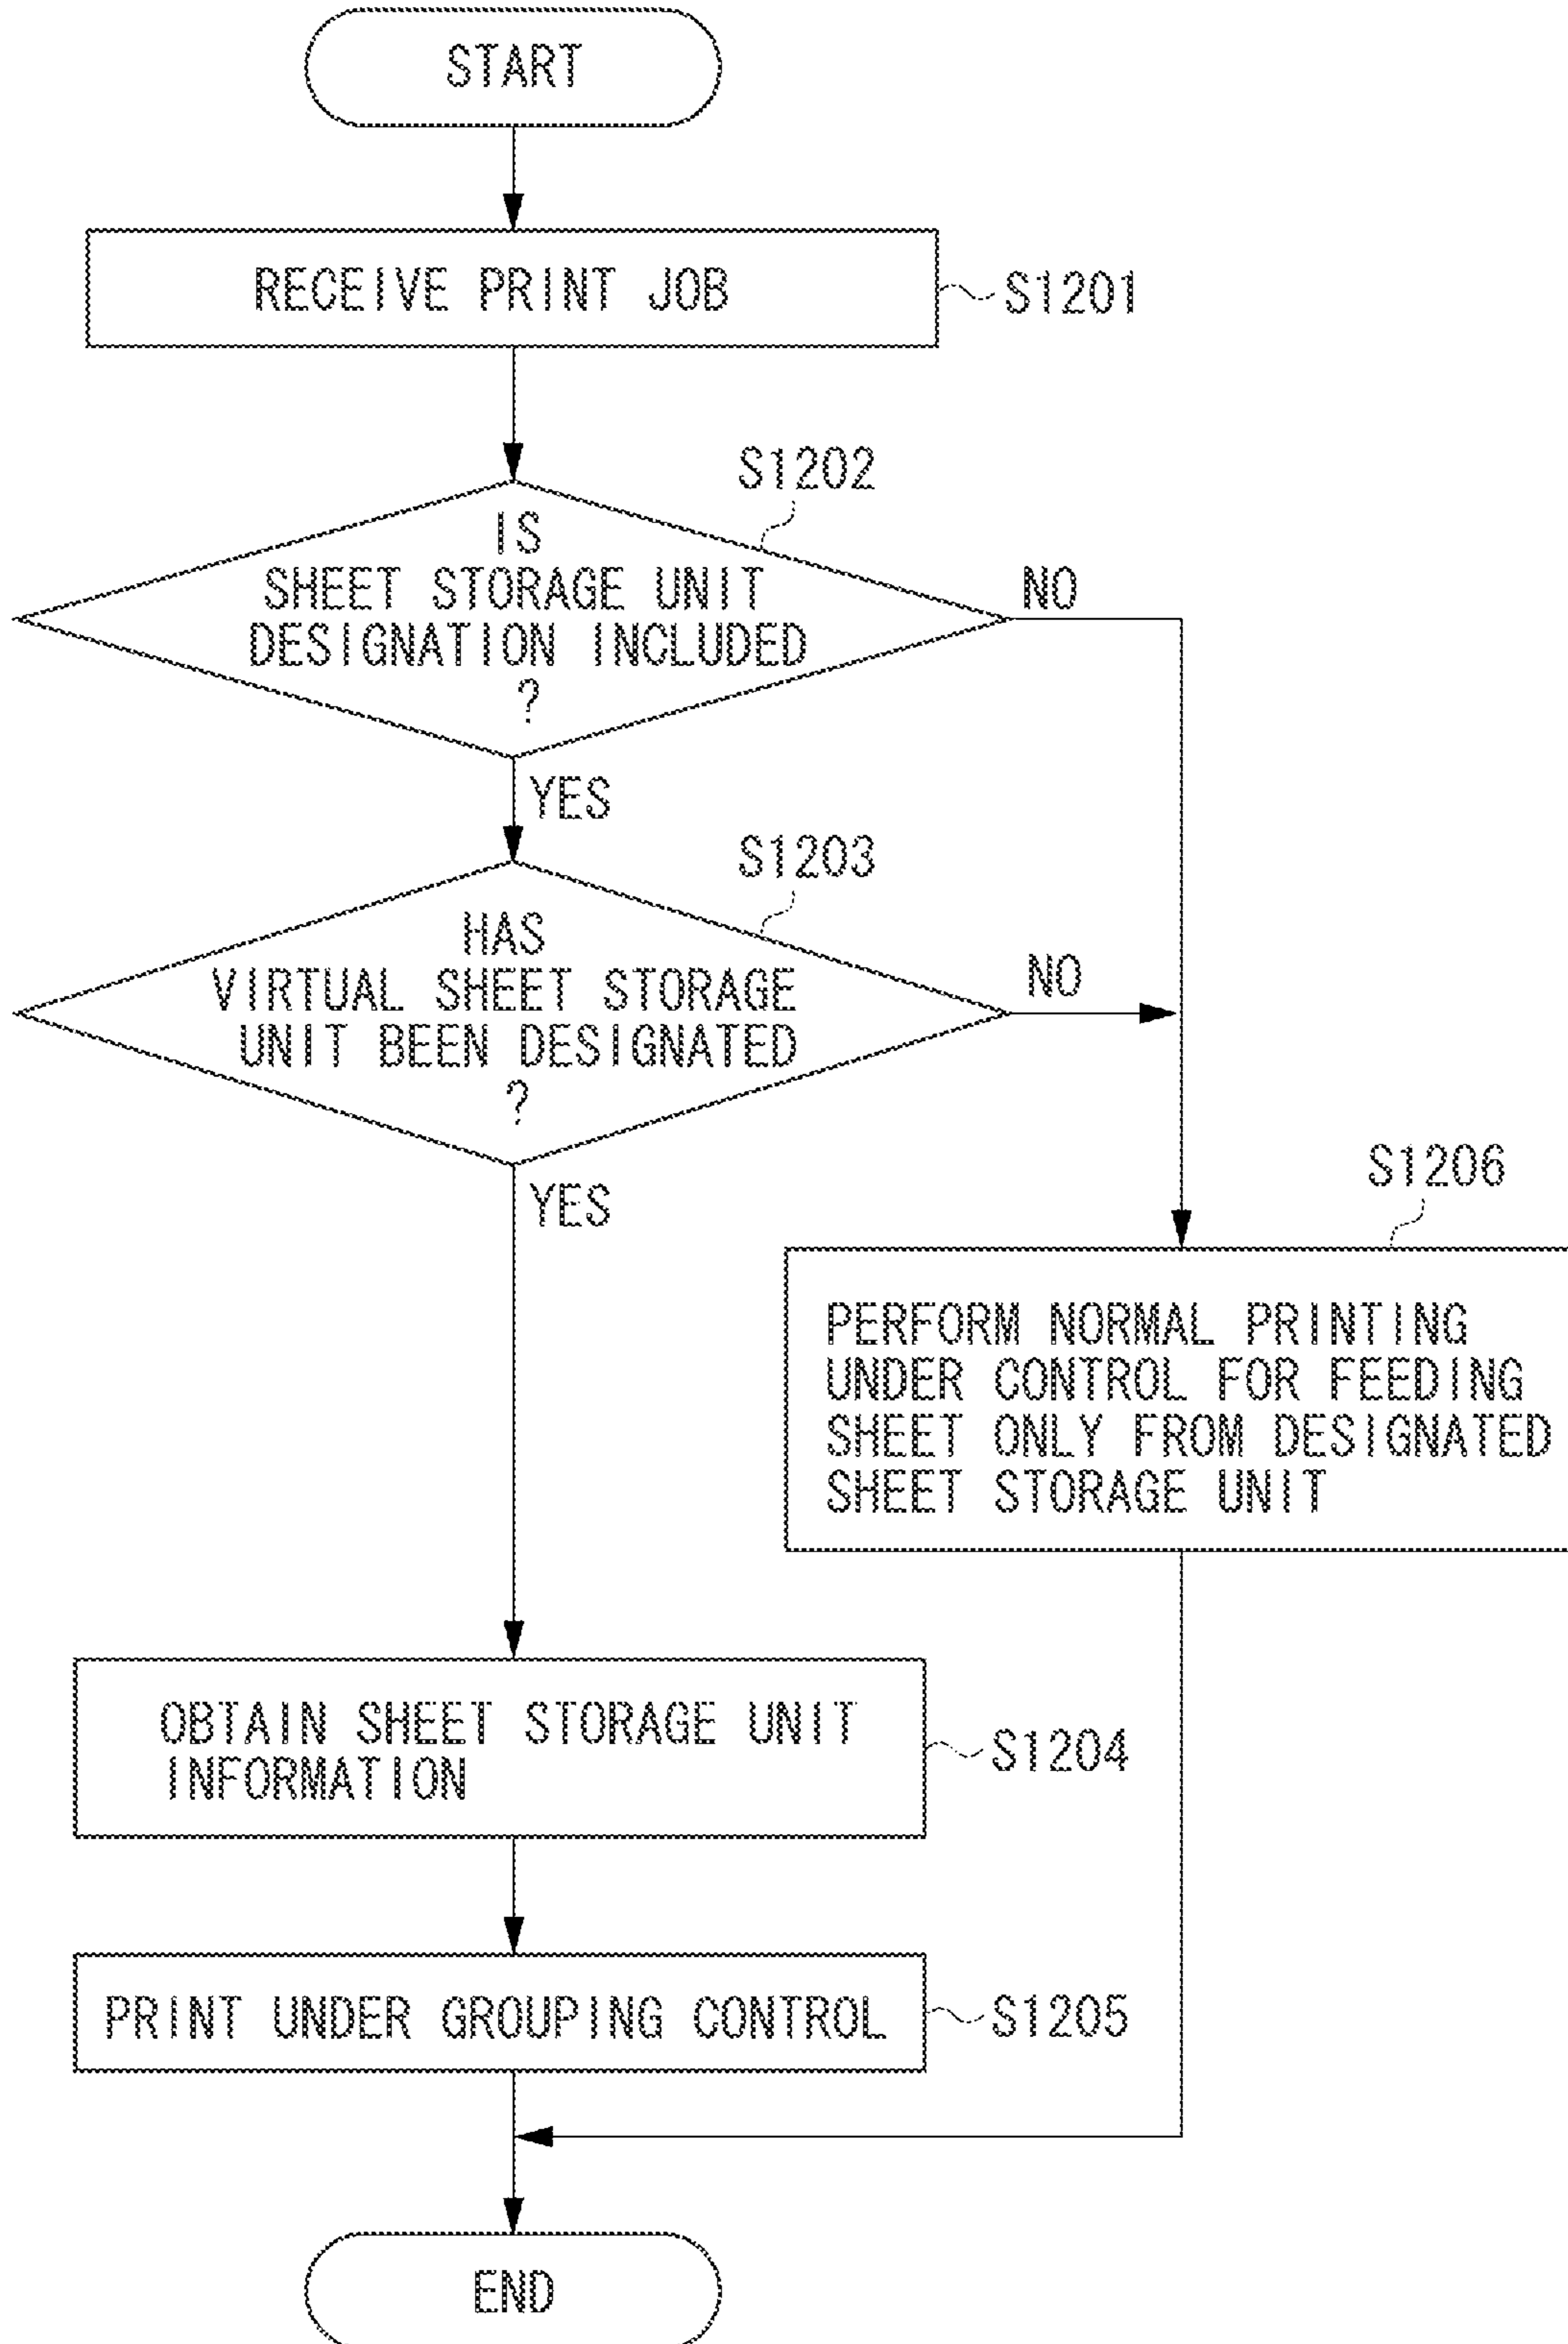 START
RECEIVE PRINT JOB
S1201
S1202
IS
SHEET STORAGE UNIT
DESIGNATION INCLUDED
?
NO
YES
S1203
HAS
VIRTUAL SHEET STORAGE
UNIT BEEN DESIGNATED
?
NO
YES
S1206
PERFORM NORMAL PRINTING
UNDER CONTROL FOR FEEDING
SHEET ONLY FROM DESIGNATED
SHEET STORAGE UNIT
OBTAIN SHEET STORAGE UNIT
INFORMATION
S1204
PRINT UNDER GROUPING CONTROL
S1205
END